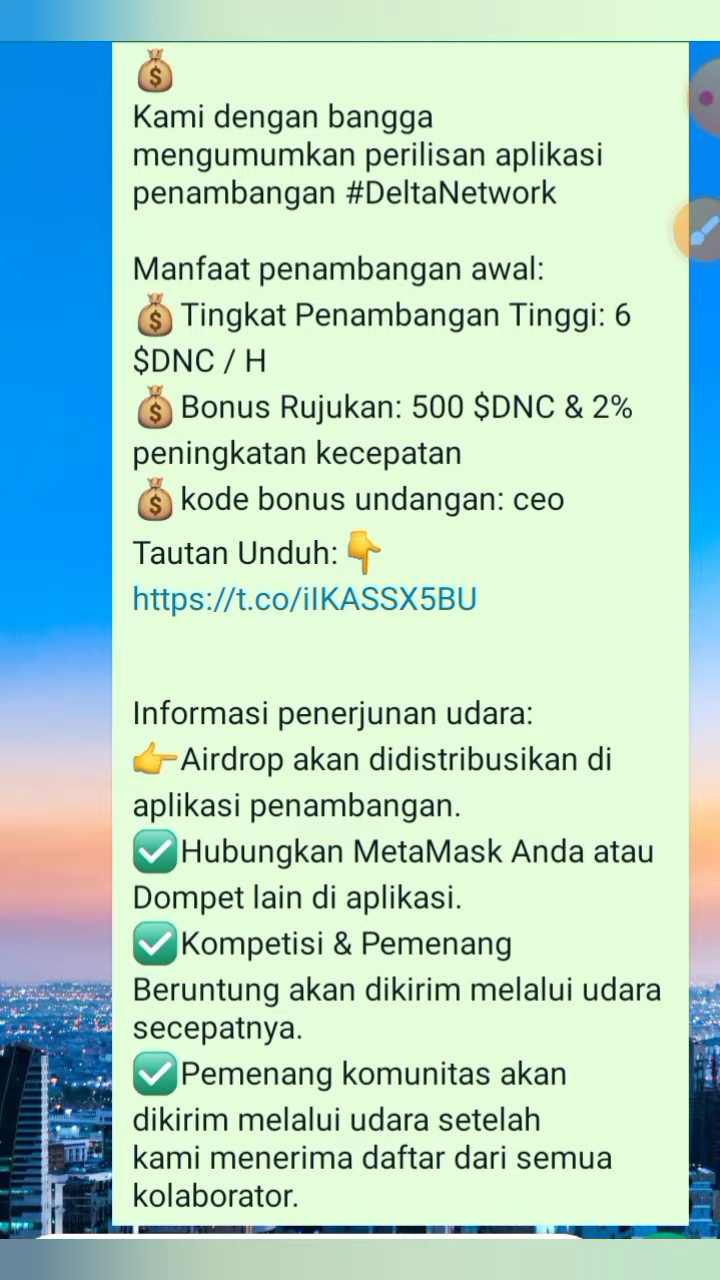 Kami dengan bangga
mengumumkan perilisan aplikasi
penambangan #DeltaNetwork
Manfaat penambangan awal:
💰Tingkat Penambangan Tinggi: 6
$DNC / H
💰Bonus Rujukan: 500 $DNC & 2%
peningkatan kecepatan
💰kode bonus undangan: ceo
Tautan Unduh:👇
https://t.co/iIKASSX5BU
Informasi penerjunan udara:
👉Airdrop akan didistribusikan di
aplikasi penambangan.
✅Hubungkan MetaMask Anda atau
Dompet lain di aplikasi.
✅Kompetisi & Pemenang
Beruntung akan dikirim melalui udara
secepatnya.
✅Pemenang komunitas akan
dikirim melalui udara setelah
kami menerima daftar dari semua
kolaborator.